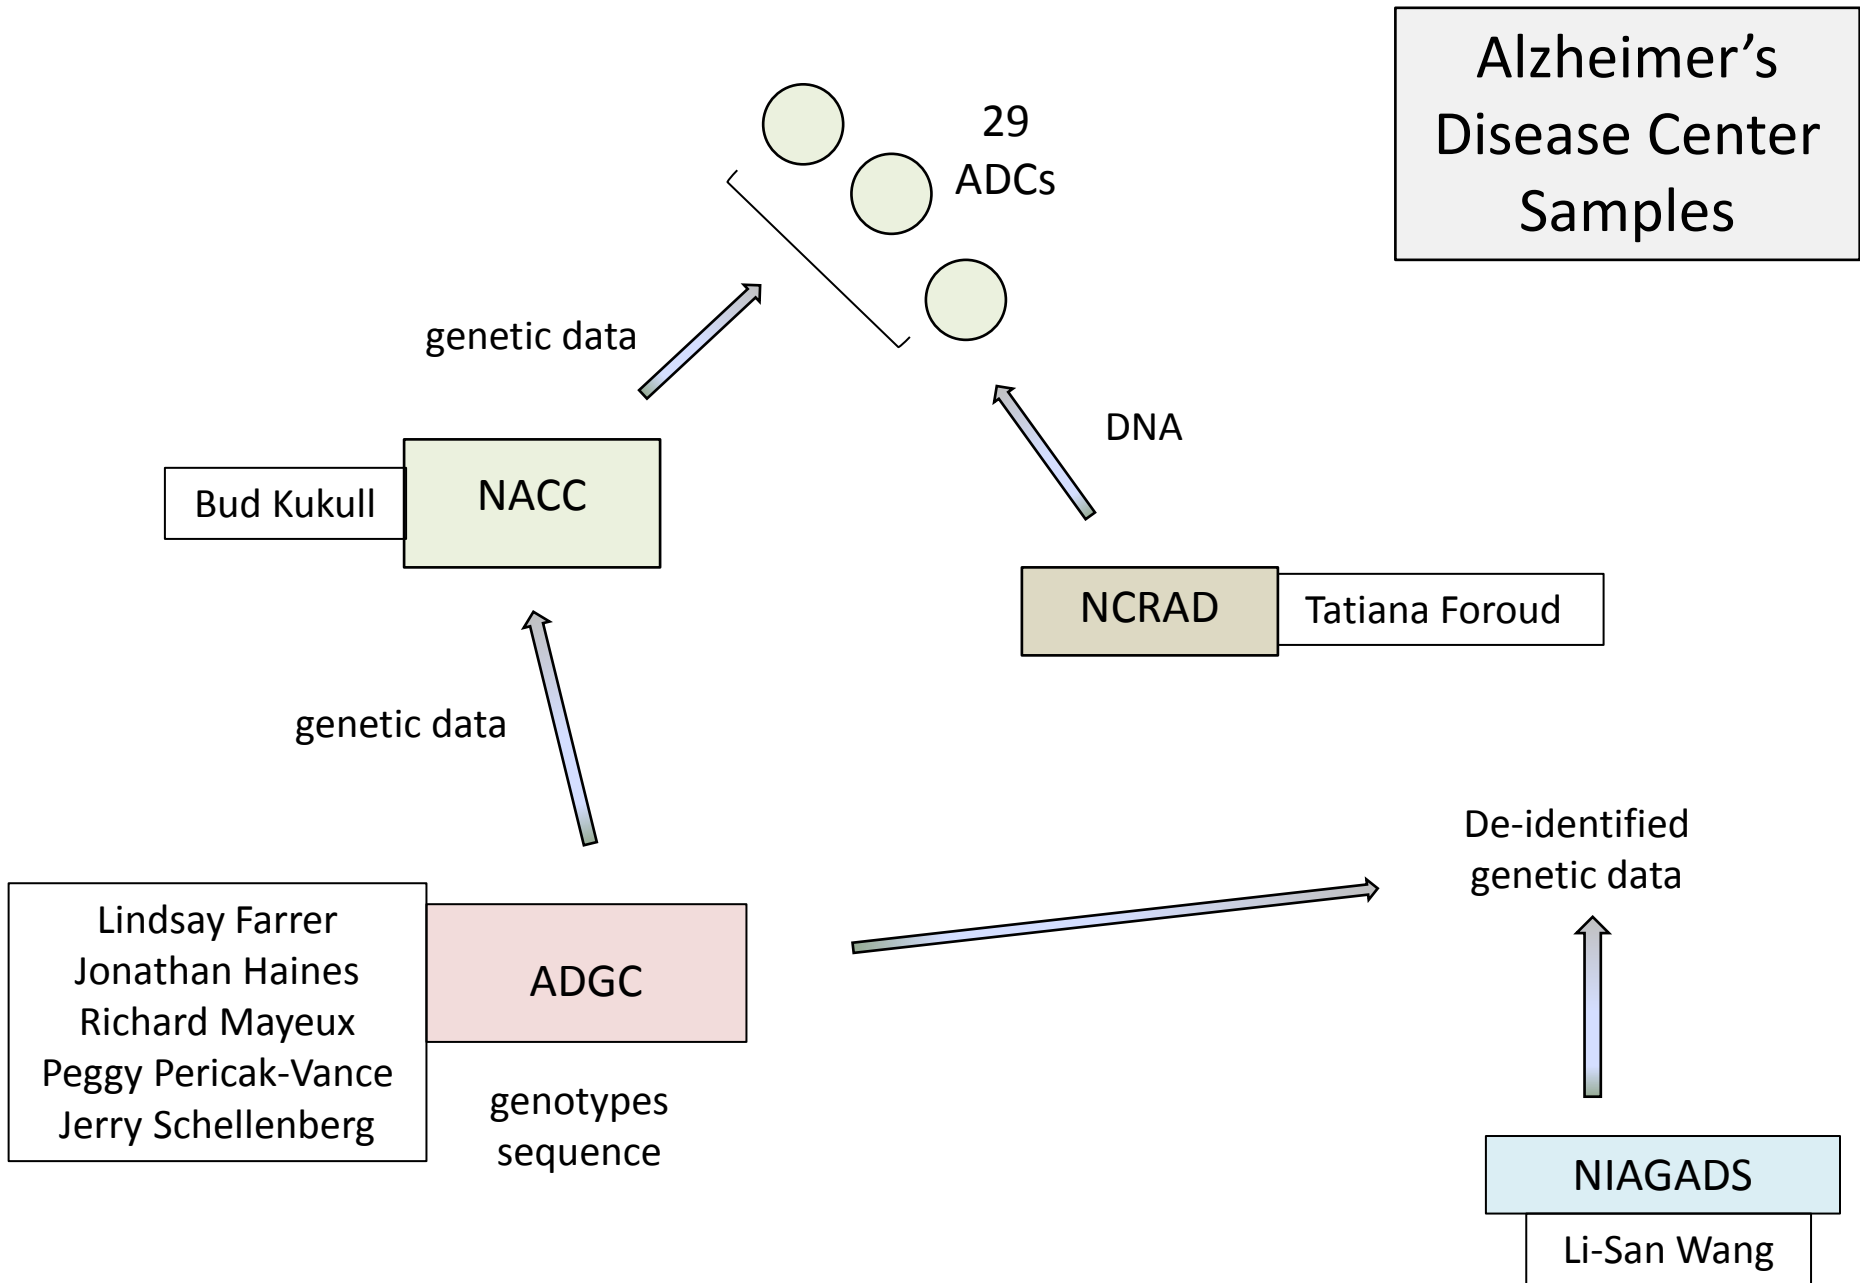 Alzheimer’s
Disease Center
Samples
29
ADCs
genetic data
DNA
Bud Kukull
NACC
NCRAD
Tatiana Foroud
genetic data
De-identified
genetic data
Lindsay Farrer
Jonathan Haines
Richard Mayeux
Peggy Pericak-Vance
Jerry Schellenberg
ADGC
genotypes
sequence
NIAGADS
Li-San Wang